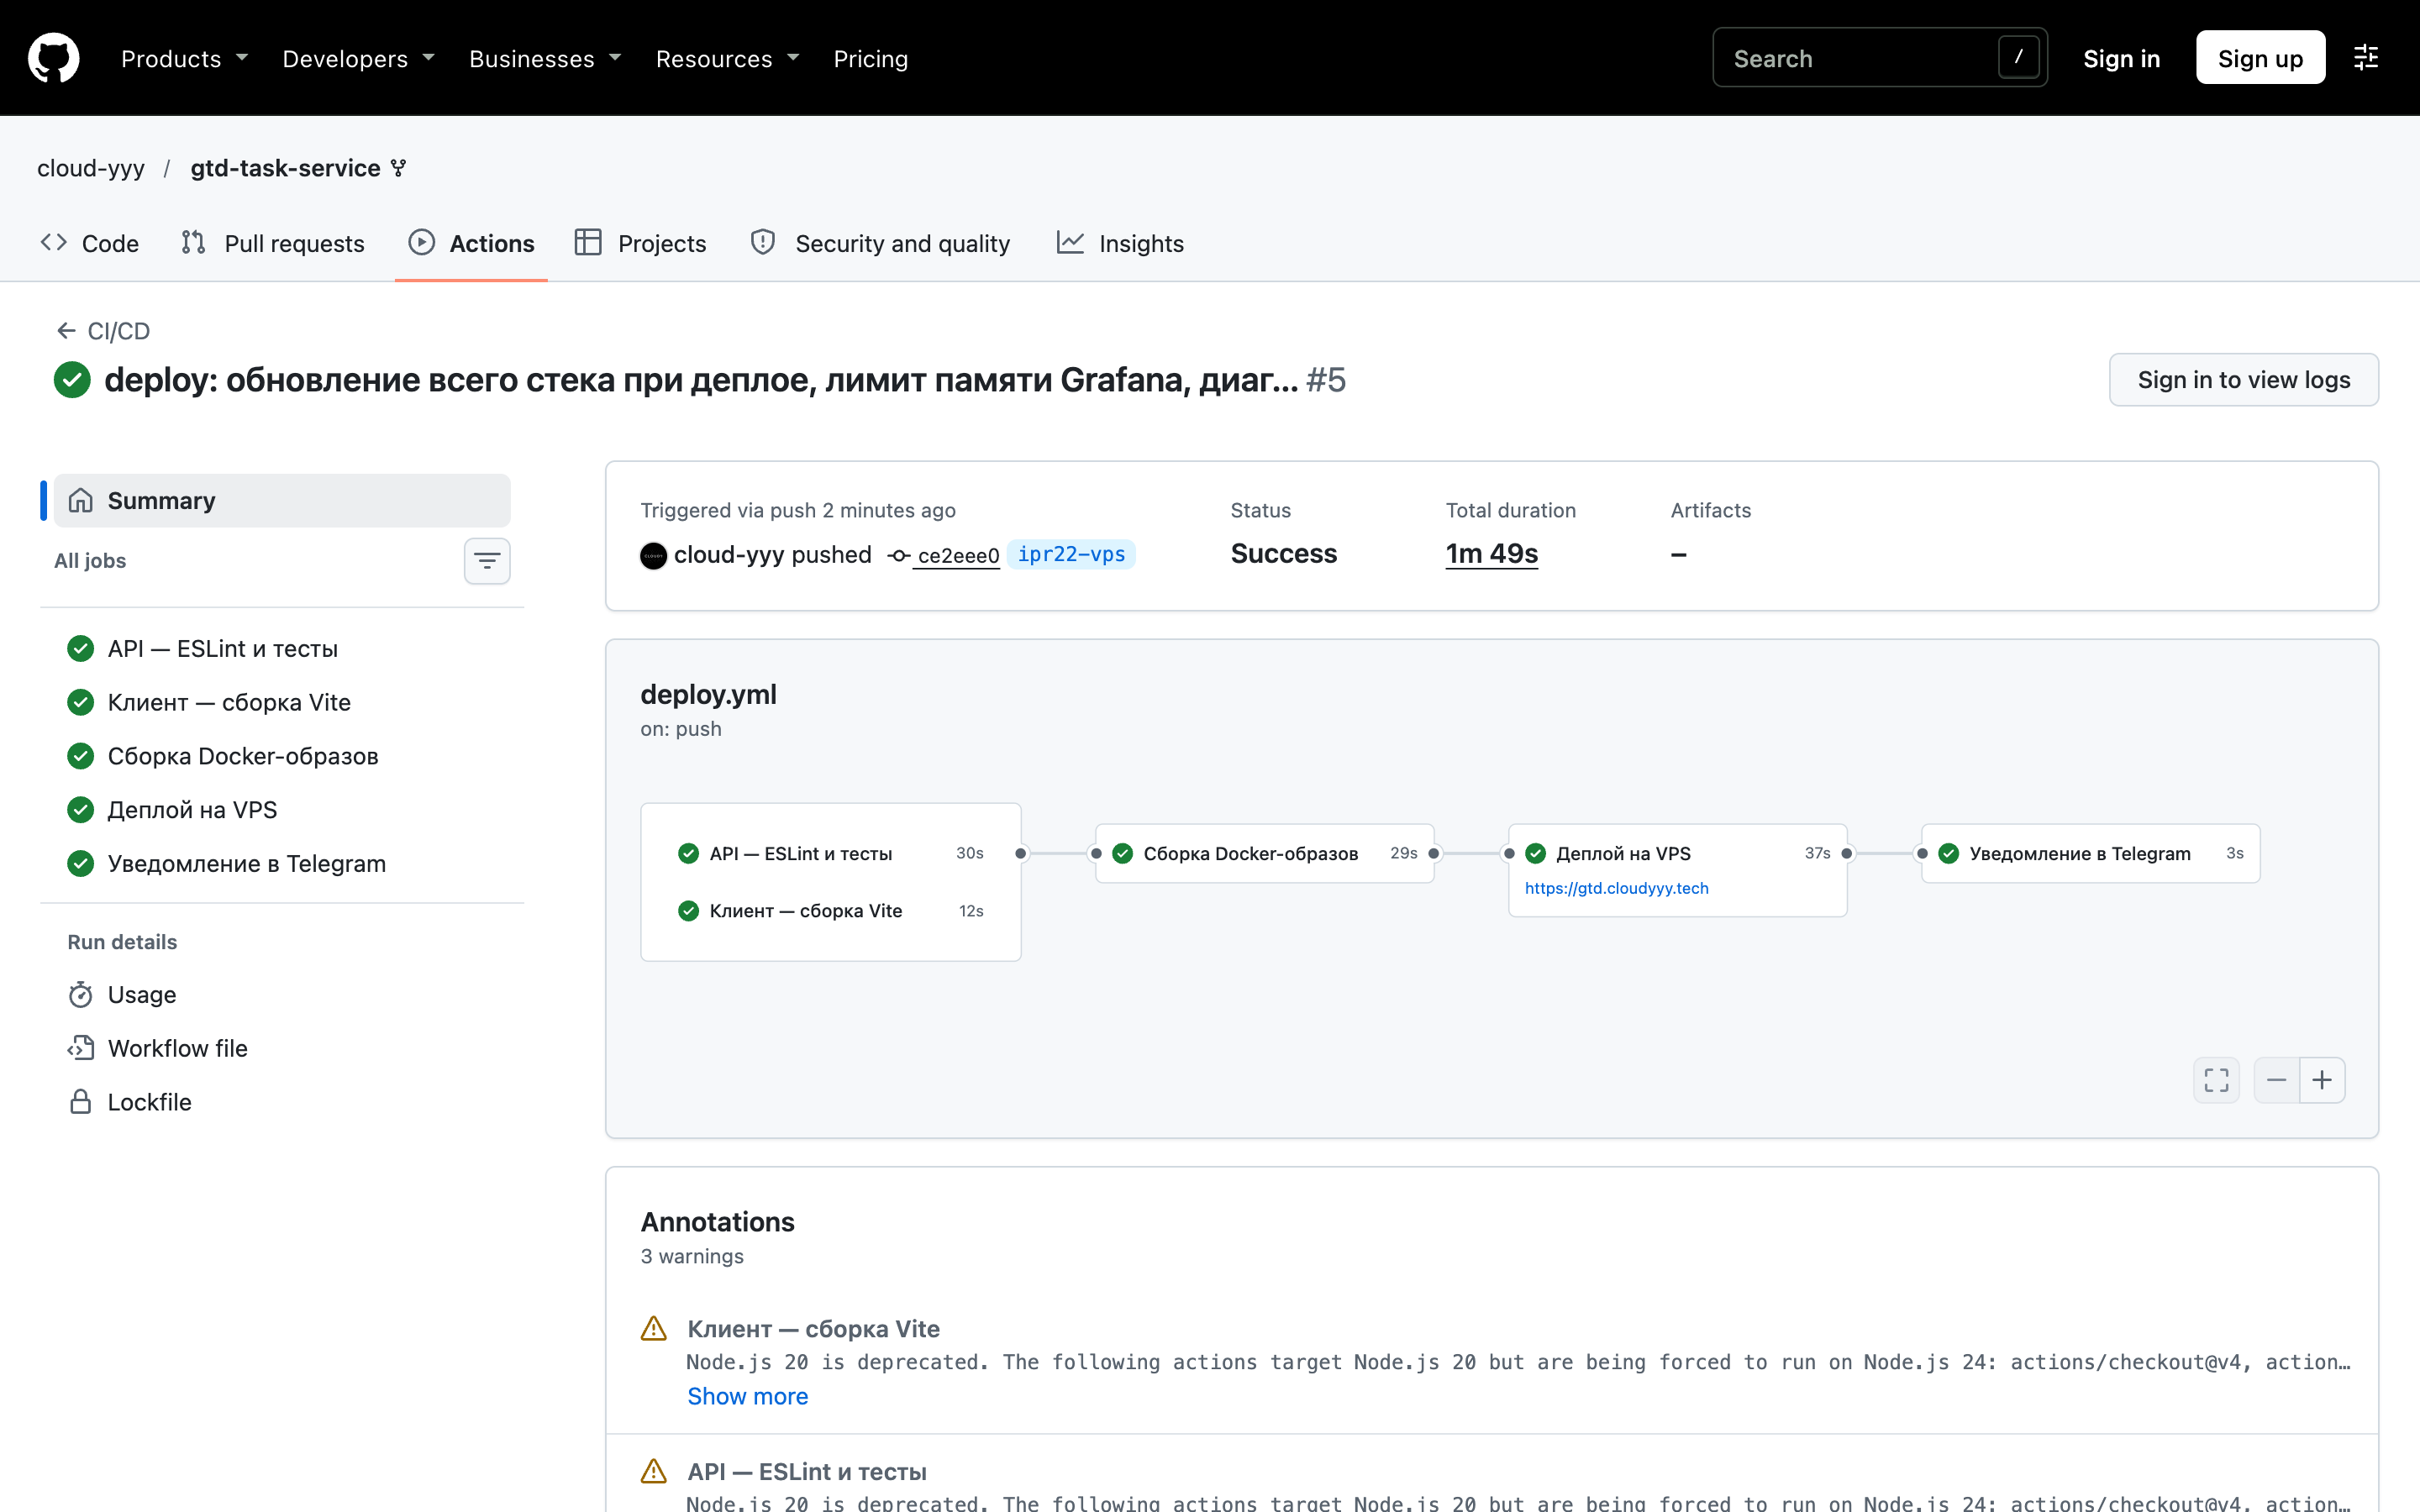 Products Developers Businesses Resources Pricing Search / Sign in Sign up
cloud-yyy / gtd-task-service
Code Pull requests Actions Projects Security and quality Insights
CI/CD
deploy: обновление всего стека при деплое, лимит памяти Grafana, диаг... #5
Sign in to view logs
Summary
All jobs
API — ESLint и тесты
Клиент — сборка Vite
Сборка Docker-образов
Деплой на VPS
Уведомление в Telegram
Run details
Usage
Workflow file
Lockfile
Triggered via push 2 minutes ago
cloud-yyy pushed ce2eee0 ipr22-vps
Status
Success
Total duration
1m 49s
Artifacts
–
deploy.yml
on: push
API — ESLint и тесты 30s
Клиент — сборка Vite 12s
Сборка Docker-образов 29s
Деплой на VPS 37s
https://gtd.cloudyyy.tech
Уведомление в Telegram 3s
Annotations
3 warnings
Клиент — сборка Vite
Node.js 20 is deprecated. The following actions target Node.js 20 but are being forced to run on Node.js 24: actions/checkout@v4, action…
Show more
API — ESLint и тесты
Node.js 20 is deprecated. The following actions target Node.js 20 but are being forced to run on Node.js 24: actions/checkout@v4, action…